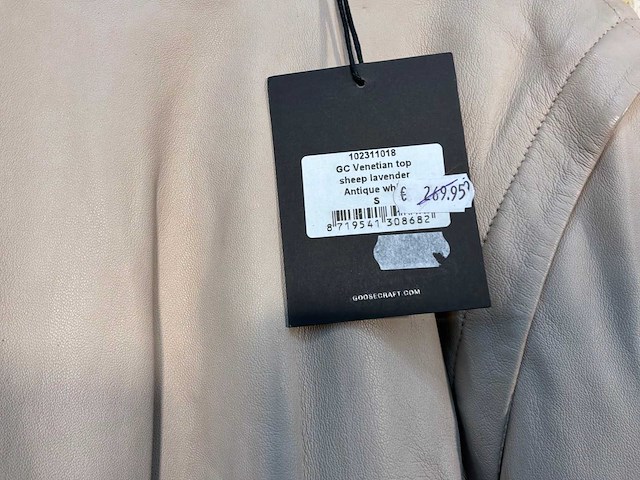 102311018
GC Venetian top
sheep lavender
Antique wh
S
€ 269.95
8 719541 308682
GOOSECRAFT.COM